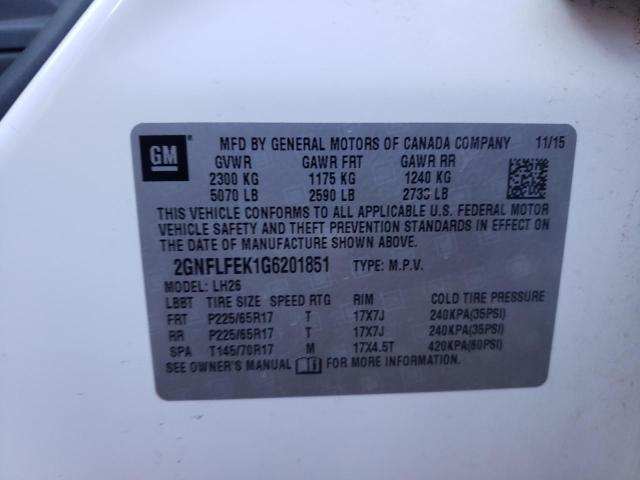 GM
MFD BY GENERAL MOTORS OF CANADA COMPANY 11/15
GVWR GAWR FRT GAWR RR
2300 KG 1175 KG 1240 KG
5070 LB 2590 LB 2733 LB
THIS VEHICLE CONFORMS TO ALL APPLICABLE U.S. FEDERAL MOTOR
VEHICLE SAFETY AND THEFT PREVENTION STANDARDS IN EFFECT ON
THE DATE OF MANUFACTURE SHOWN ABOVE.
2GNFLFEK1G6201851 TYPE: M.P.V.
MODEL: LH26
LBBT TIRE SIZE SPEED RTG RIM COLD TIRE PRESSURE
FRT P225/65R17 T 17X7J 240KPA(35PSI)
RR P225/65R17 T 17X7J 240KPA(35PSI)
SPA T145/70R17 M 17X4.5T 420KPA(60PSI)
SEE OWNER'S MANUAL FOR MORE INFORMATION.